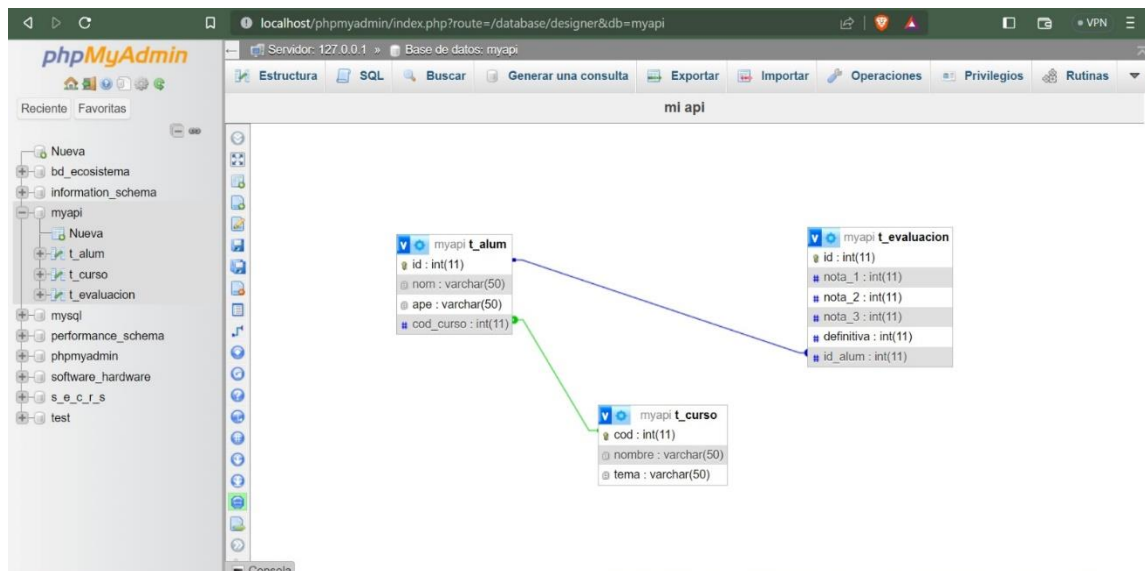 localhost/phpmyadmin/index.php?route=/database/designer&db=myapi
VPN
phpMyAdmin
Reciente Favoritas
Nueva
bd_ecosistema
information_schema
myapi
Nueva
t_alum
t_curso
t_evaluacion
mysql
performance_schema
phpmyadmin
software_hardware
s_e_c_r_s
test
Servidor: 127.0.0.1 » Base de datos: myapi
Estructura SQL Buscar Generar una consulta Exportar Importar Operaciones Privilegios Rutinas
mi api
v myapi t_alum
id : int(11)
nom : varchar(50)
ape : varchar(50)
# cod_curso : int(11)
v myapi t_evaluacion
id : int(11)
# nota_1 : int(11)
# nota_2 : int(11)
# nota_3 : int(11)
# definitiva : int(11)
# id_alum : int(11)
v myapi t_curso
cod : int(11)
nombre : varchar(50)
tema : varchar(50)
Consola